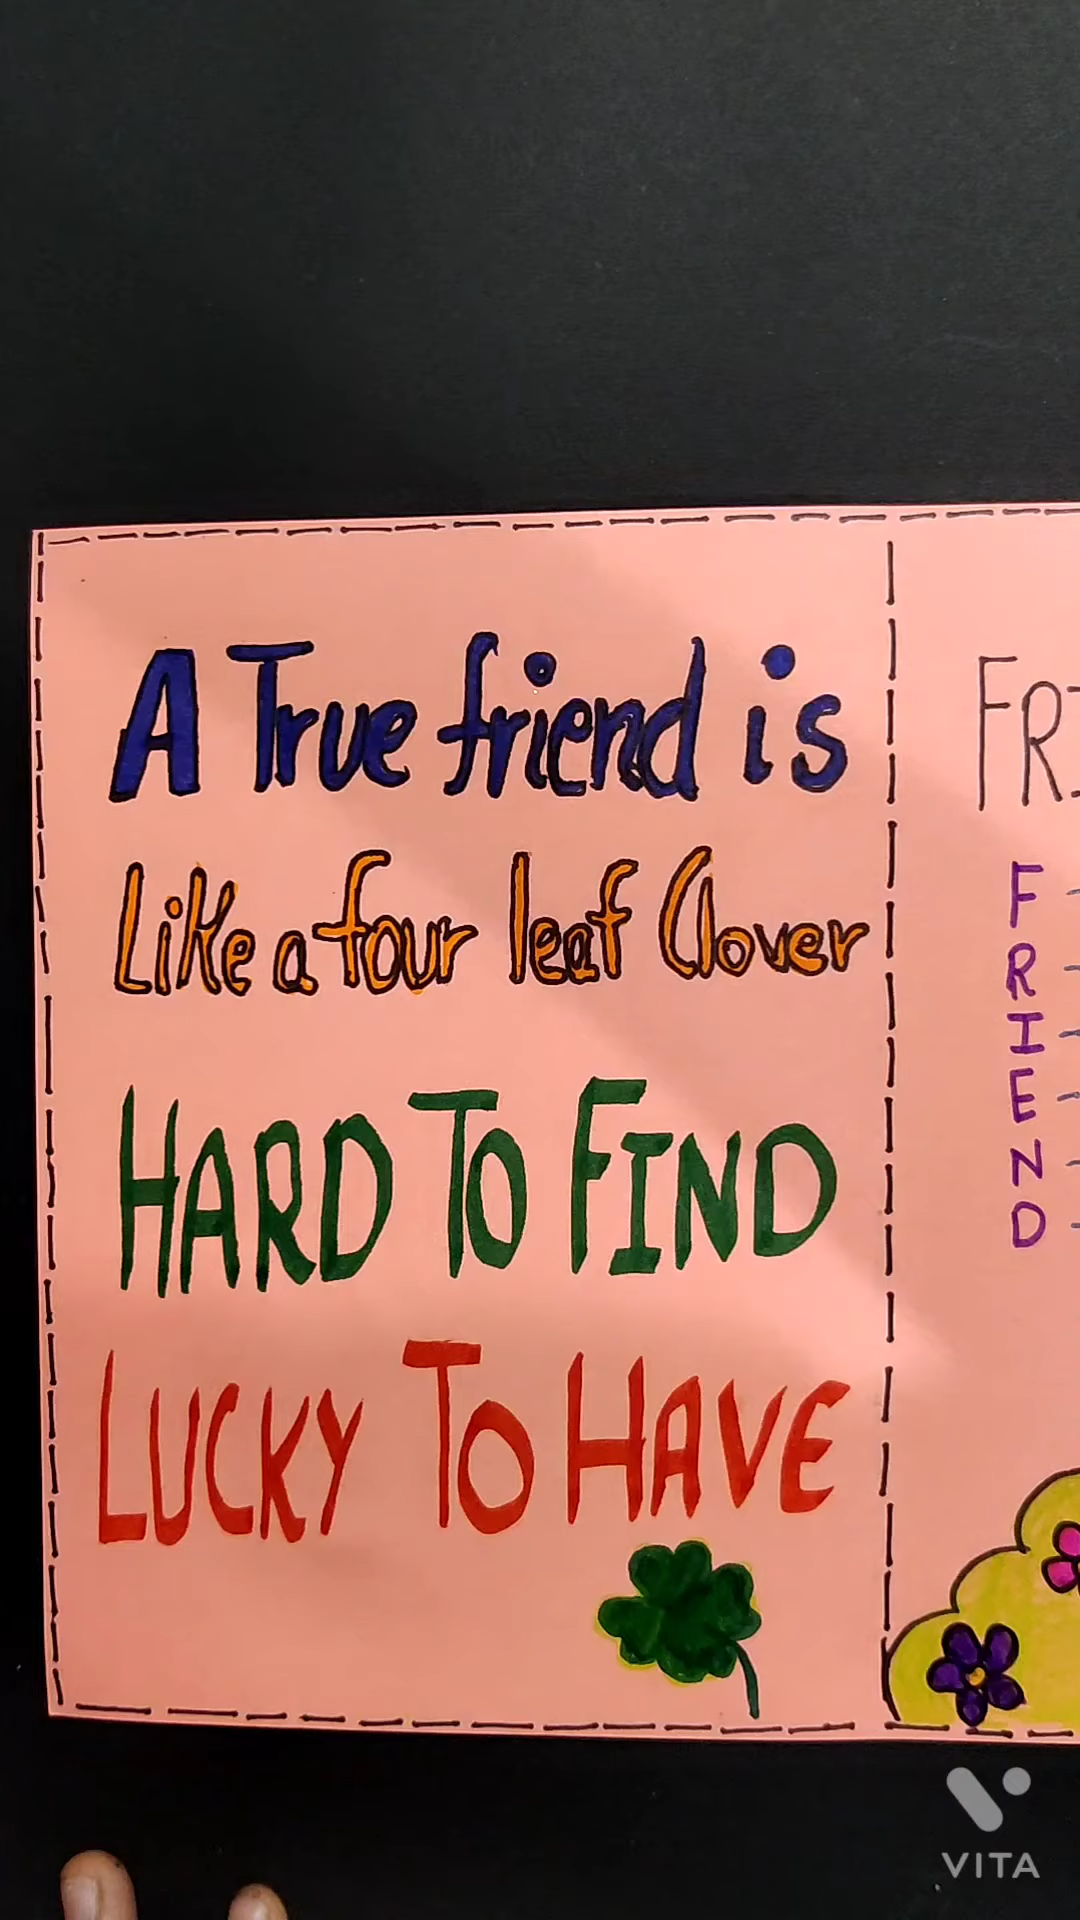 A True friend is
Like a four leaf Clover
HARD TO FIND
LUCKY TO HAVE
F
R
I
E
N
D
VITA